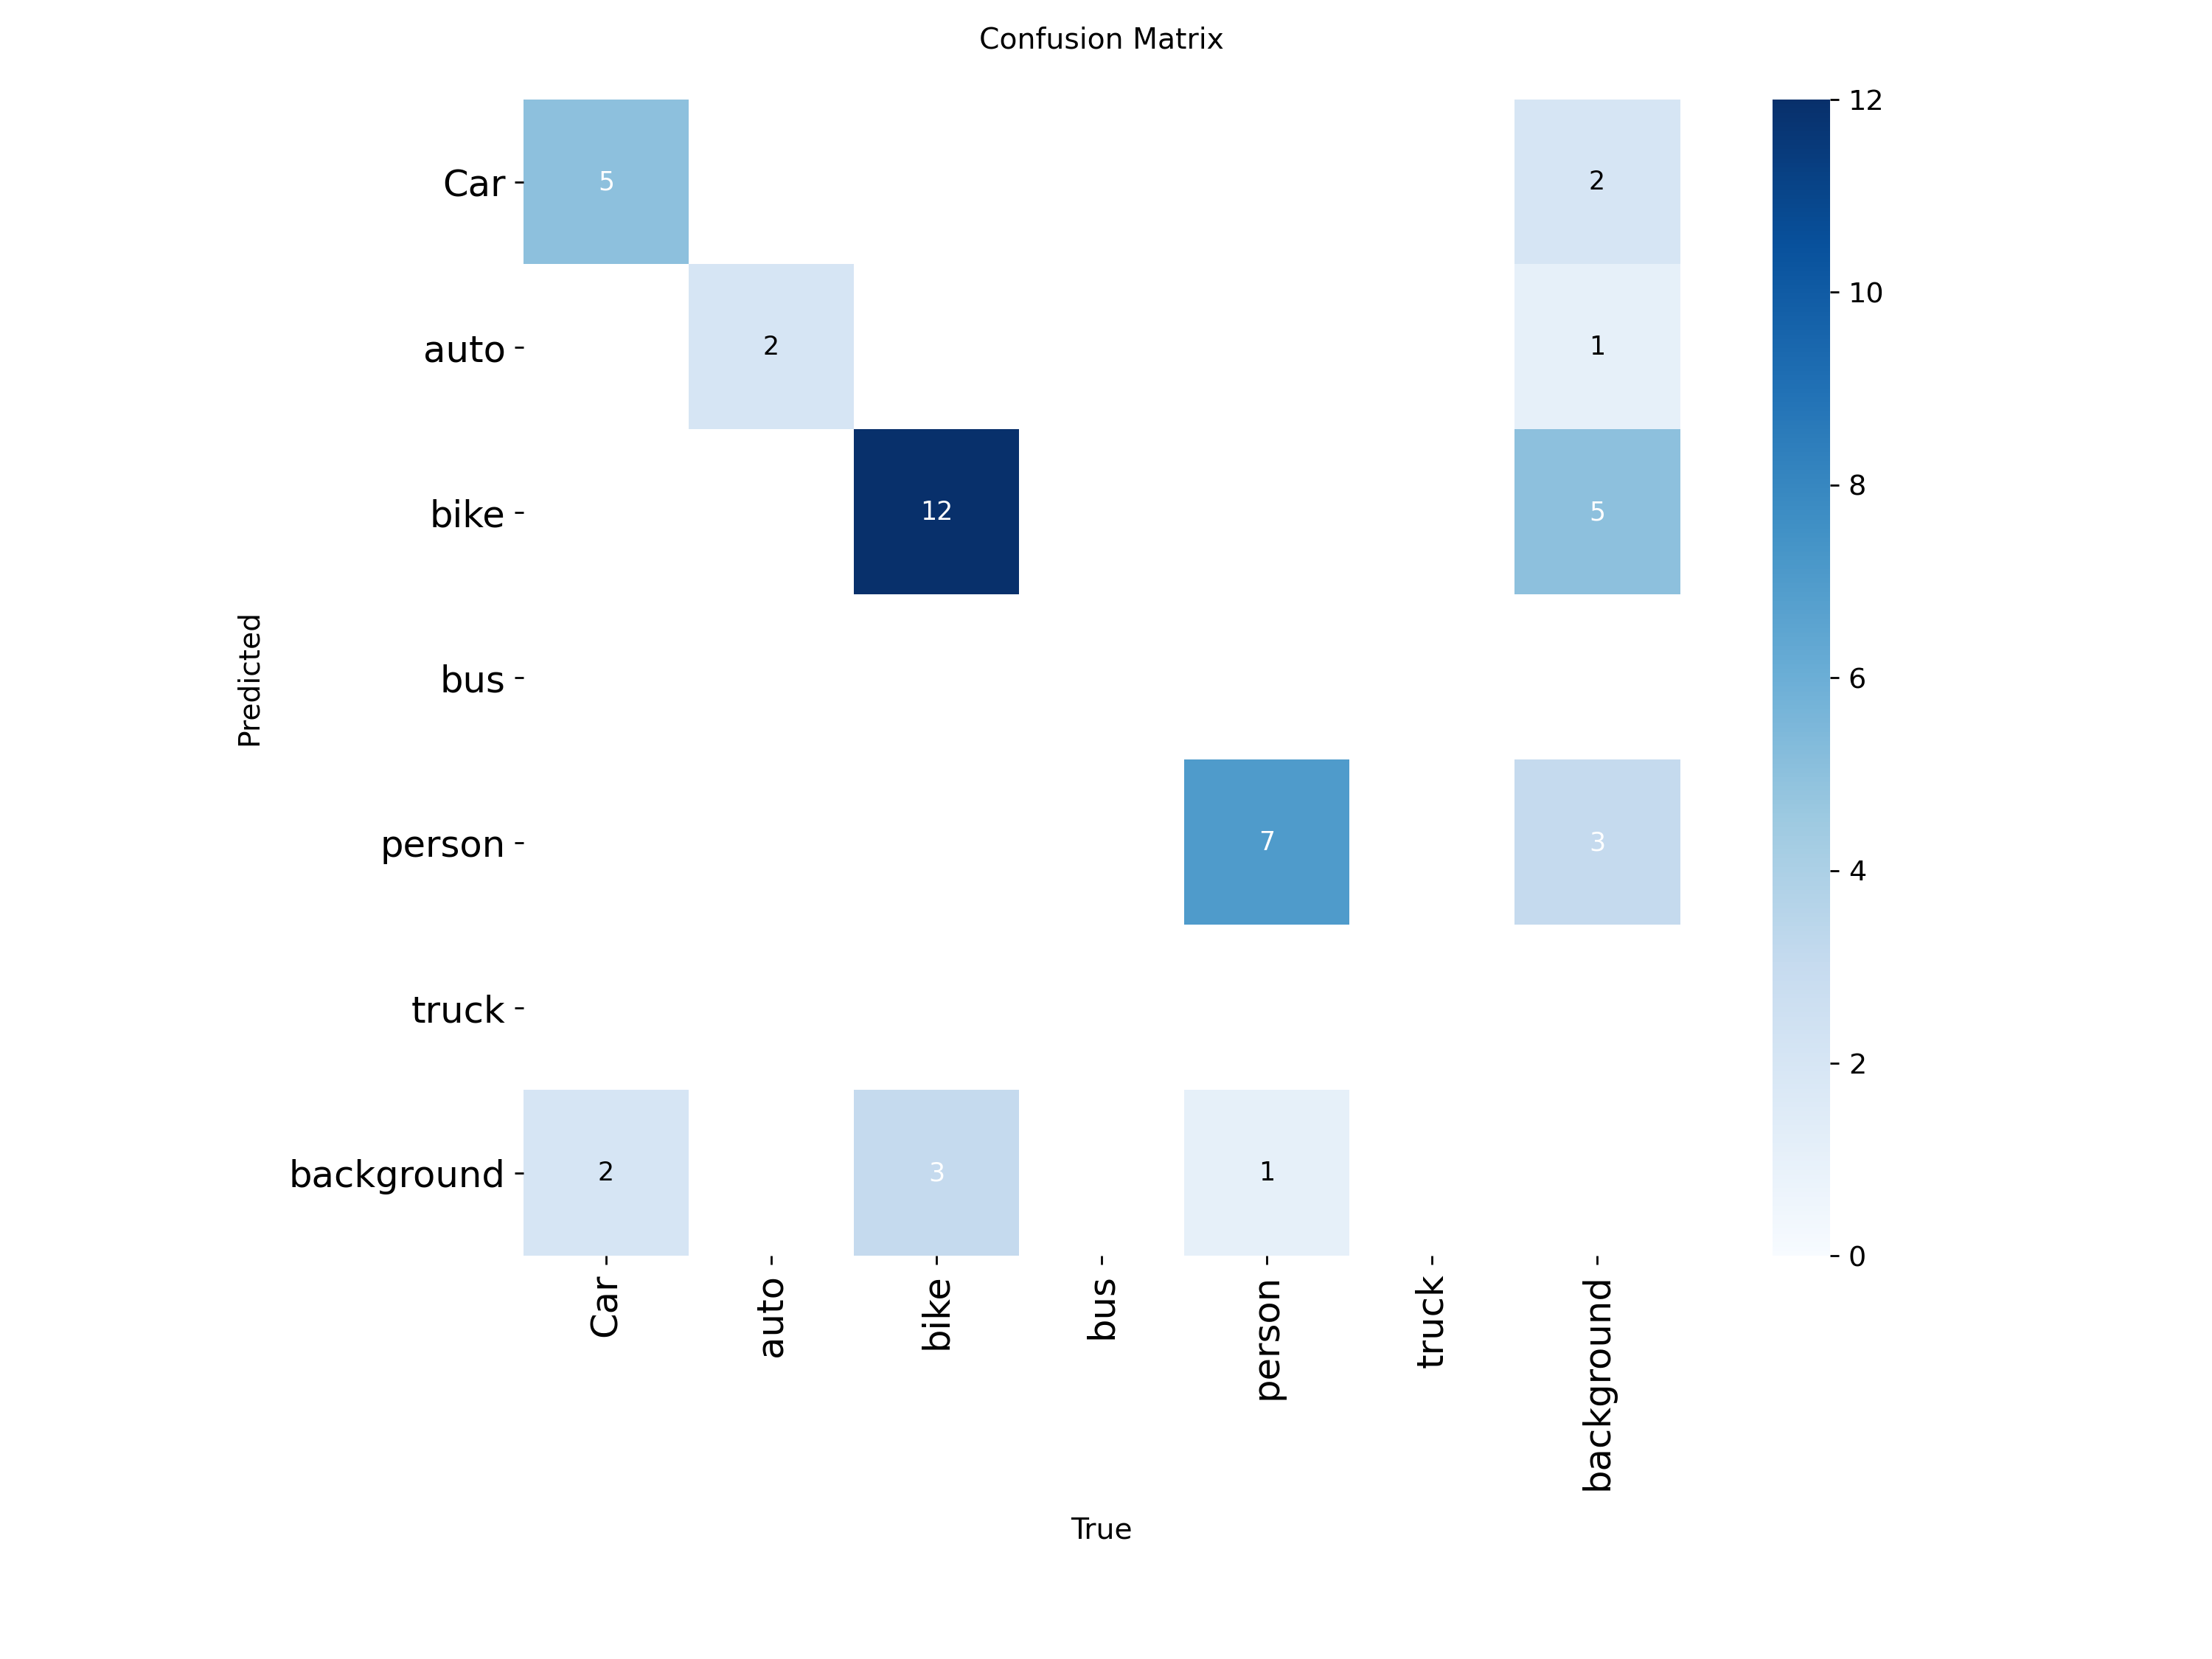 Confusion Matrix
Car
5
2
12
auto
2
1
10
bike
12
5
8
Predicted
bus
6
person
7
3
4
truck
2
background
2
3
1
0
Car
auto
bike
bus
person
truck
background
True